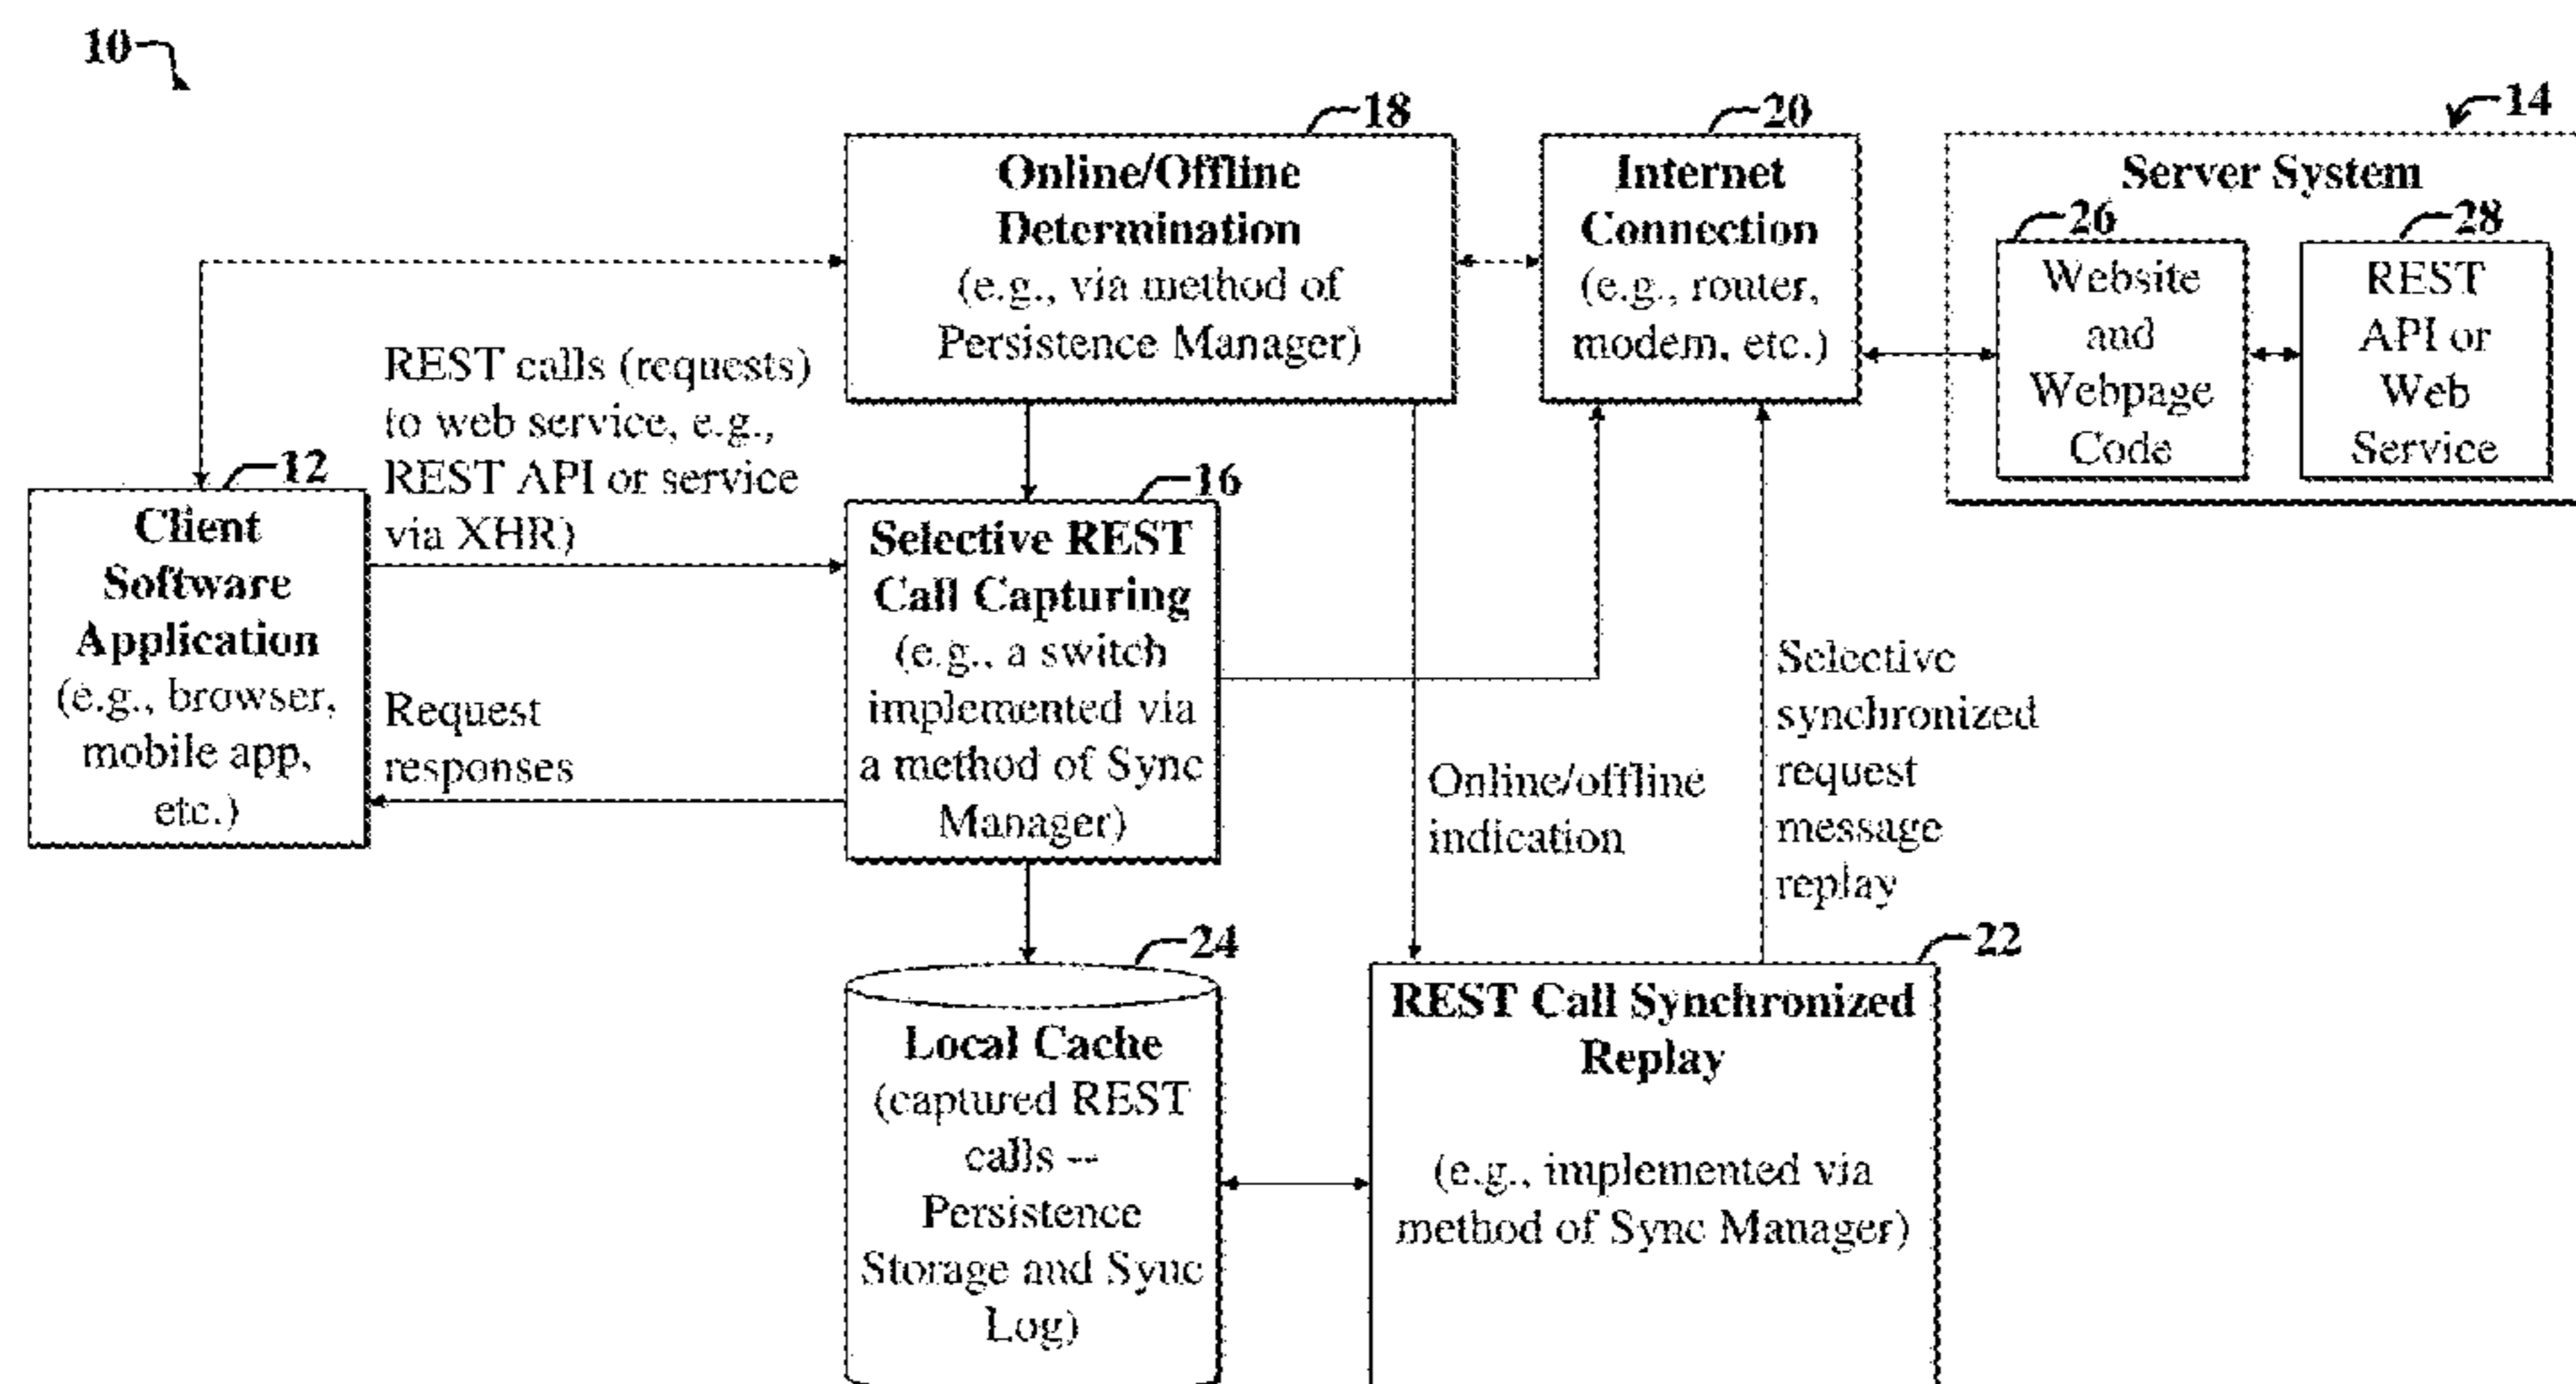 10
18
Online/Offline
Determination
(e.g., via method of
Persistence Manager)
20
Internet
Connection
(e.g., router,
modem, etc.)
14
Server System
26
Website
and
Webpage
Code
28
REST
API or
Web
Service
REST calls (requests)
to web service, e.g.,
REST API or service
via XHR)
12
Client
Software
Application
(e.g., browser,
mobile app,
etc.)
Request
responses
16
Selective REST
Call Capturing
(e.g., a switch
implemented via
a method of Sync
Manager)
Online/offline
indication
Selective
synchronized
request
message
replay
24
Local Cache
(captured REST
calls --
Persistence
Storage and Sync
Log)
22
REST Call Synchronized
Replay
(e.g., implemented via
method of Sync Manager)